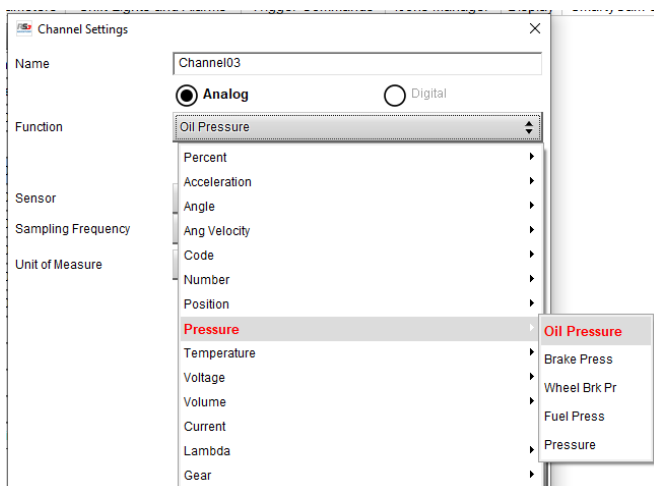 Channel Settings
Name
Channel03
Analog
Digital
Function
Oil Pressure
Percent
Acceleration
Sensor
Angle
Sampling Frequency
Ang Velocity
Unit of Measure
Code
Number
Position
Pressure
Oil Pressure
Temperature
Brake Press
Voltage
Wheel Brk Pr
Volume
Fuel Press
Current
Pressure
Lambda
Gear